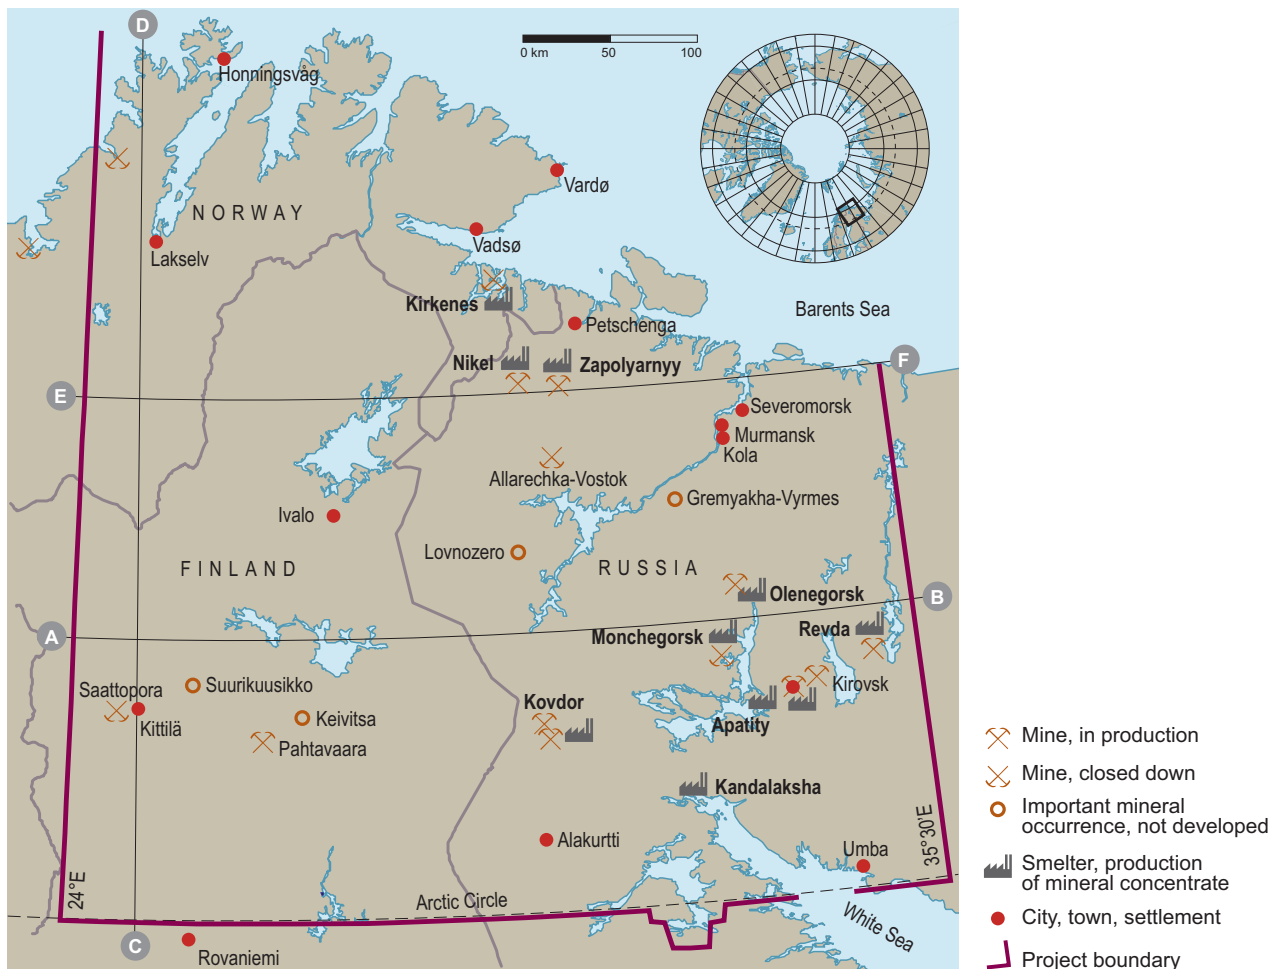 D
0 km 50 100
Honningsvåg
Vardø
NORWAY
Vadsø
Lakselv
Kirkenes
Barents Sea
Petschenga
Nikel
Zapolyarnyy
F
E
Severomorsk
Murmansk
Kola
Allarechka-Vostok
Gremyakha-Vyrmes
Ivalo
Lovnozero
FINLAND
RUSSIA
Olenegorsk
B
A
Monchegorsk
Revda
Saattopora
Suurikuusikko
Kirovsk
Kittilä
Keivitsa
Kovdor
Apatity
Pahtavaara
Kandalaksha
Alakurtti
Umba
35°30'E
24°E
Arctic Circle
White Sea
C
Rovaniemi
Mine, in production
Mine, closed down
Important mineral
occurrence, not developed
Smelter, production
of mineral concentrate
City, town, settlement
Project boundary